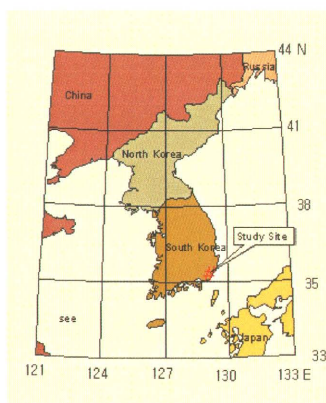 44 N
Russia
China
41
North Korea
38
Study Site
South Korea
35
see
Japan
33
121 124 127 130 133 E